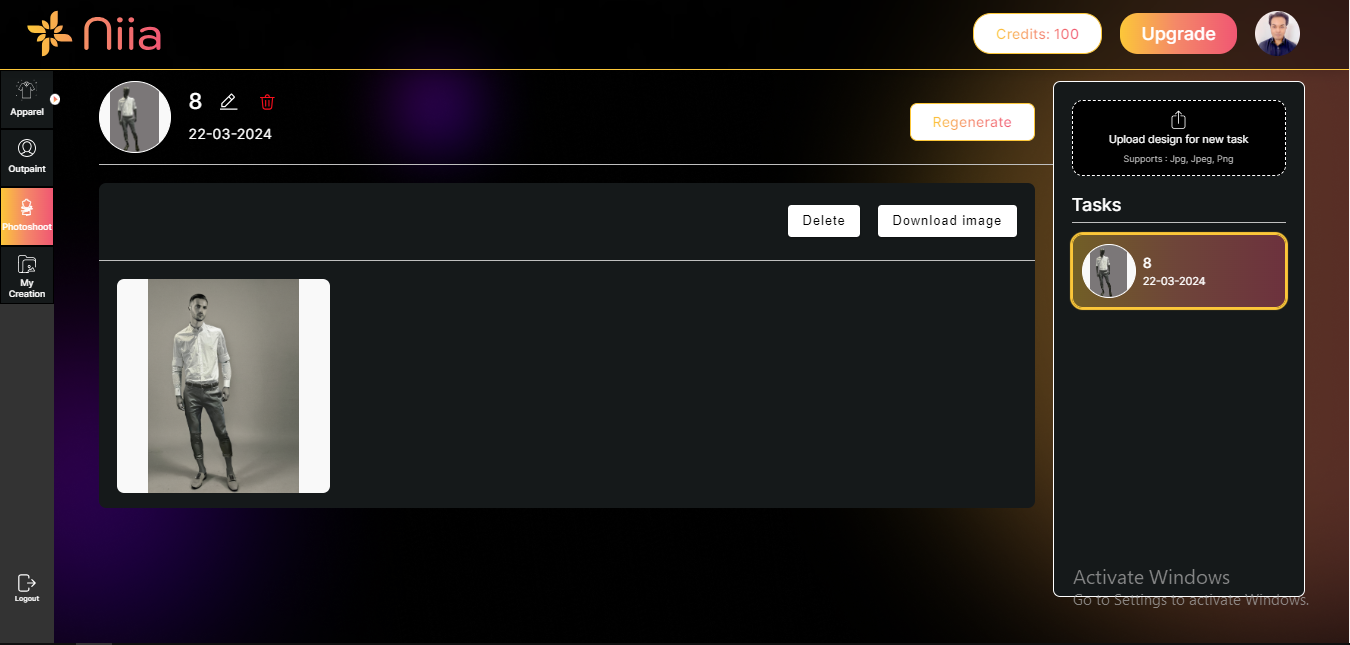 Niia
Credits: 100
Upgrade
Apparel
Outpaint
Photoshoot
My
Creation
Logout
8
22-03-2024
Regenerate
Delete
Download image
Upload design for new task
Supports : Jpg, Jpeg, Png
Tasks
8
22-03-2024
Activate Windows
Go to Settings to activate Windows.